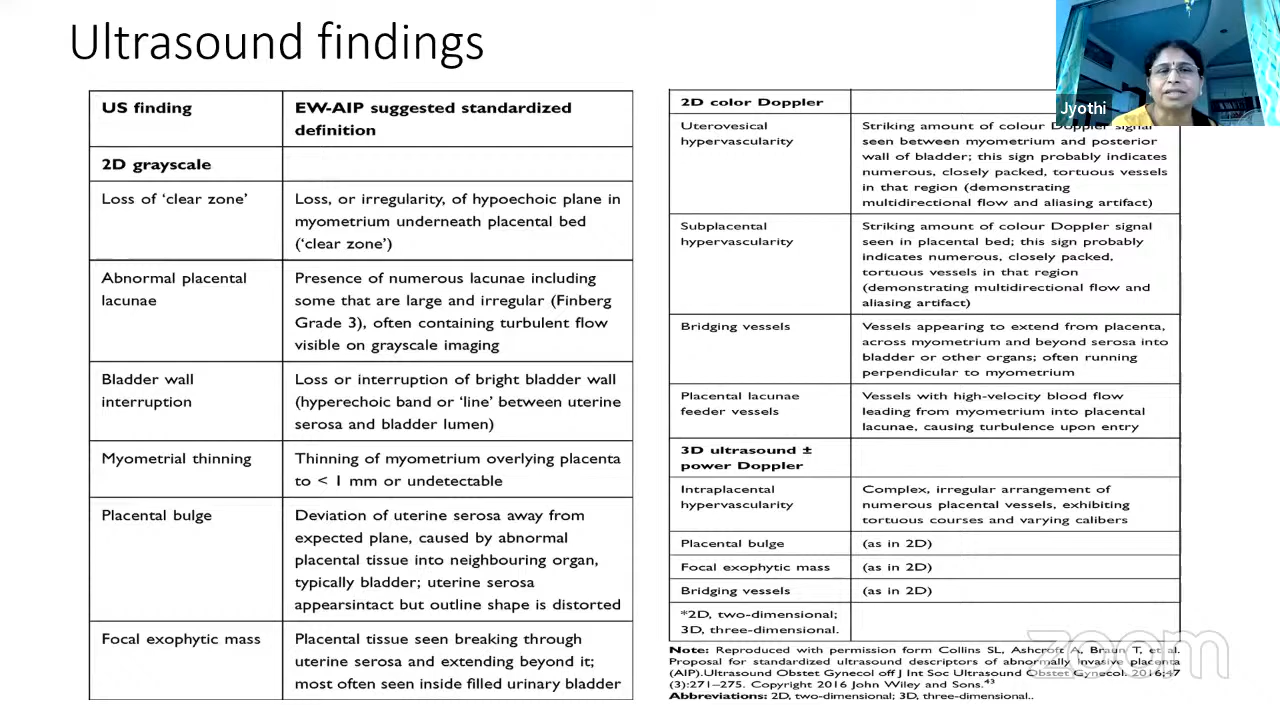 Ultrasound findings
US finding
EW-AIP suggested standardized
definition
2D grayscale
Loss of ‘clear zone’
Loss, or irregularity, of hypoechoic plane in
myometrium underneath placental bed
(‘clear zone’)
Abnormal placental
lacunae
Presence of numerous lacunae including
some that are large and irregular (Finberg
Grade 3), often containing turbulent flow
visible on grayscale imaging
Bladder wall
interruption
Loss or interruption of bright bladder wall
(hyperechoic band or ‘line’ between uterine
serosa and bladder lumen)
Myometrial thinning
Thinning of myometrium overlying placenta
to < 1 mm or undetectable
Placental bulge
Deviation of uterine serosa away from
expected plane, caused by abnormal
placental tissue into neighbouring organ,
typically bladder; uterine serosa
appearsintact but outline shape is distorted
Focal exophytic mass
Placental tissue seen breaking through
uterine serosa and extending beyond it;
most often seen inside filled urinary bladder
2D color Doppler
Uterovesical
hypervascularity
Striking amount of colour Doppler signal
seen between myometrium and posterior
wall of bladder; this sign probably indicates
numerous, closely packed, tortuous vessels
in that region (demonstrating
multidirectional flow and aliasing artifact)
Subplacental
hypervascularity
Striking amount of colour Doppler signal
seen in placental bed; this sign probably
indicates numerous, closely packed,
tortuous vessels in that region
(demonstrating multidirectional flow and
aliasing artifact)
Bridging vessels
Vessels appearing to extend from placenta,
across myometrium and beyond serosa into
bladder or other organs; often running
perpendicular to myometrium
Placental lacunae
feeder vessels
Vessels with high-velocity blood flow
leading from myometrium into placental
lacunae, causing turbulence upon entry
3D ultrasound ±
power Doppler
Intraplacental
hypervascularity
Complex, irregular arrangement of
numerous placental vessels, exhibiting
tortuous courses and varying calibers
Placental bulge
(as in 2D)
Focal exophytic mass
(as in 2D)
Bridging vessels
(as in 2D)
*2D, two-dimensional;
3D, three-dimensional.
Note: Reproduced with permission form Collins SL, Ashcroft A, Braun T, et al.
Proposal for standardized ultrasound descriptors of abnormally invasive placenta
(AIP).Ultrasound Obstet Gynecol off J Int Soc Ultrasound Obstet Gynecol. 2016;47
(3):271–275. Copyright 2016 John Wiley and Sons.⁴³
Abbreviations: 2D, two-dimensional; 3D, three-dimensional..
Jyothi
zoom